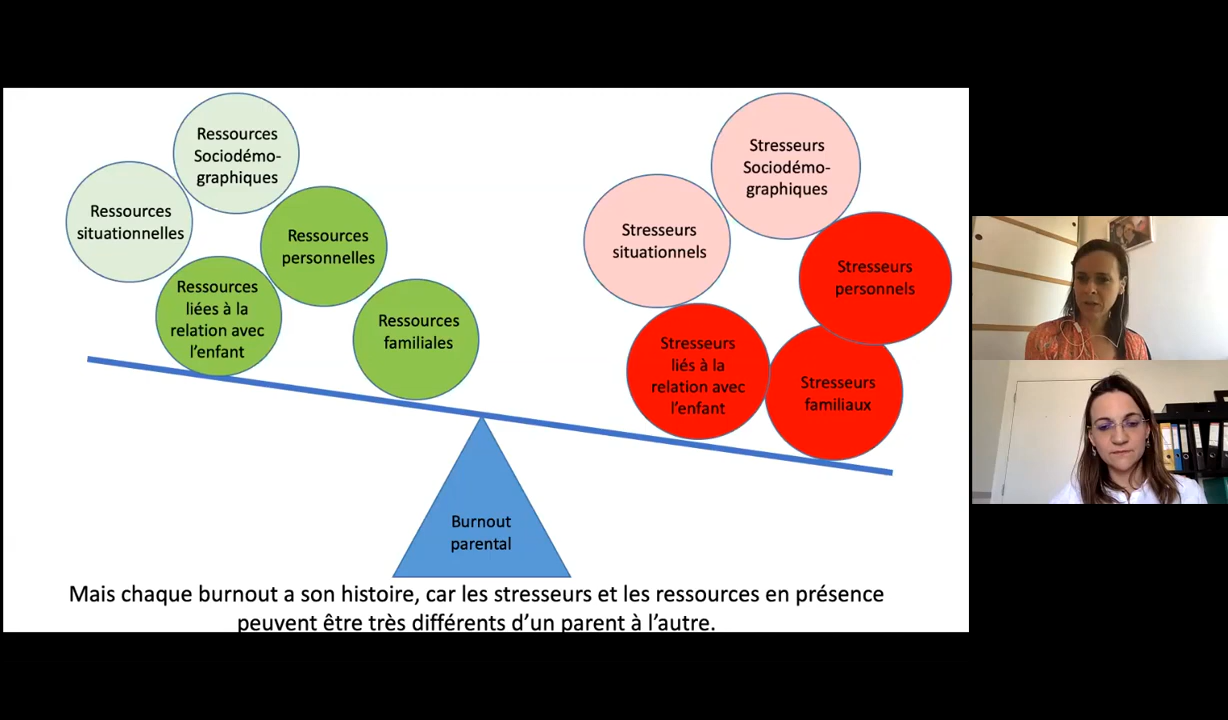 Ressources
Sociodémo-
graphiques
Ressources
situationnelles
Ressources
personnelles
Ressources
liées à la
relation avec
l’enfant
Ressources
familiales
Stresseurs
Sociodémo-
graphiques
Stresseurs
situationnels
Stresseurs
personnels
Stresseurs
liés à la
relation avec
l’enfant
Stresseurs
familiaux
Burnout
parental
Mais chaque burnout a son histoire, car les stresseurs et les ressources en présence
peuvent être très différents d’un parent à l’autre.